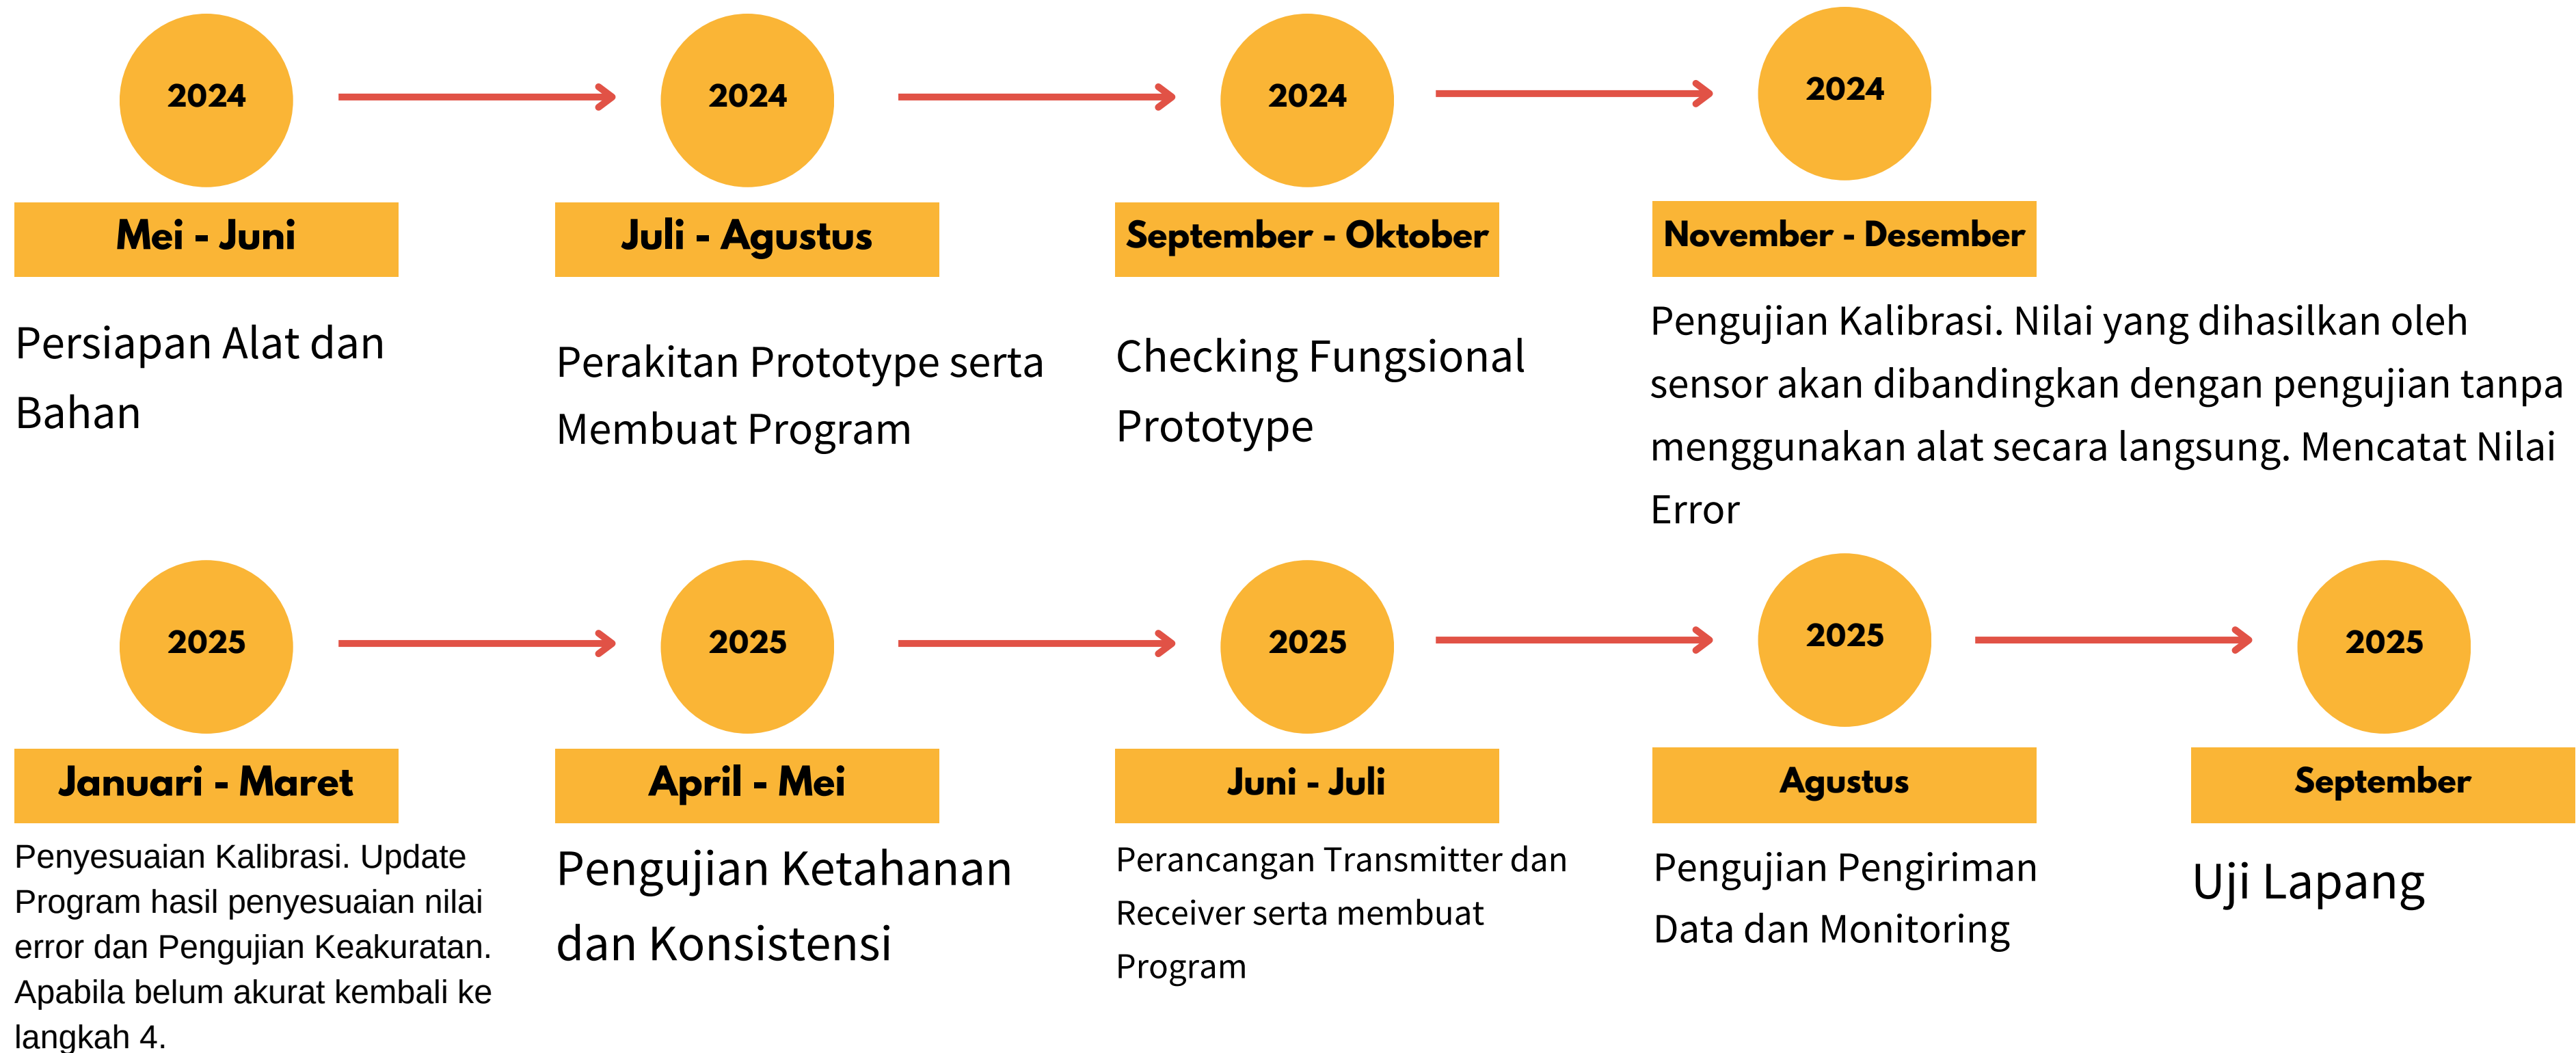 2024
2024
2024
2024
Mei - Juni
Juli - Agustus
September - Oktober
November - Desember
Persiapan Alat dan
Bahan
Perakitan Prototype serta
Membuat Program
Checking Fungsional
Prototype
Pengujian Kalibrasi. Nilai yang dihasilkan oleh
sensor akan dibandingkan dengan pengujian tanpa
menggunakan alat secara langsung. Mencatat Nilai
Error
2025
2025
2025
2025
2025
Januari - Maret
April - Mei
Juni - Juli
Agustus
September
Penyesuaian Kalibrasi. Update
Program hasil penyesuaian nilai
error dan Pengujian Keakuratan.
Apabila belum akurat kembali ke
langkah 4.
Pengujian Ketahanan
dan Konsistensi
Perancangan Transmitter dan
Receiver serta membuat
Program
Pengujian Pengiriman
Data dan Monitoring
Uji Lapang